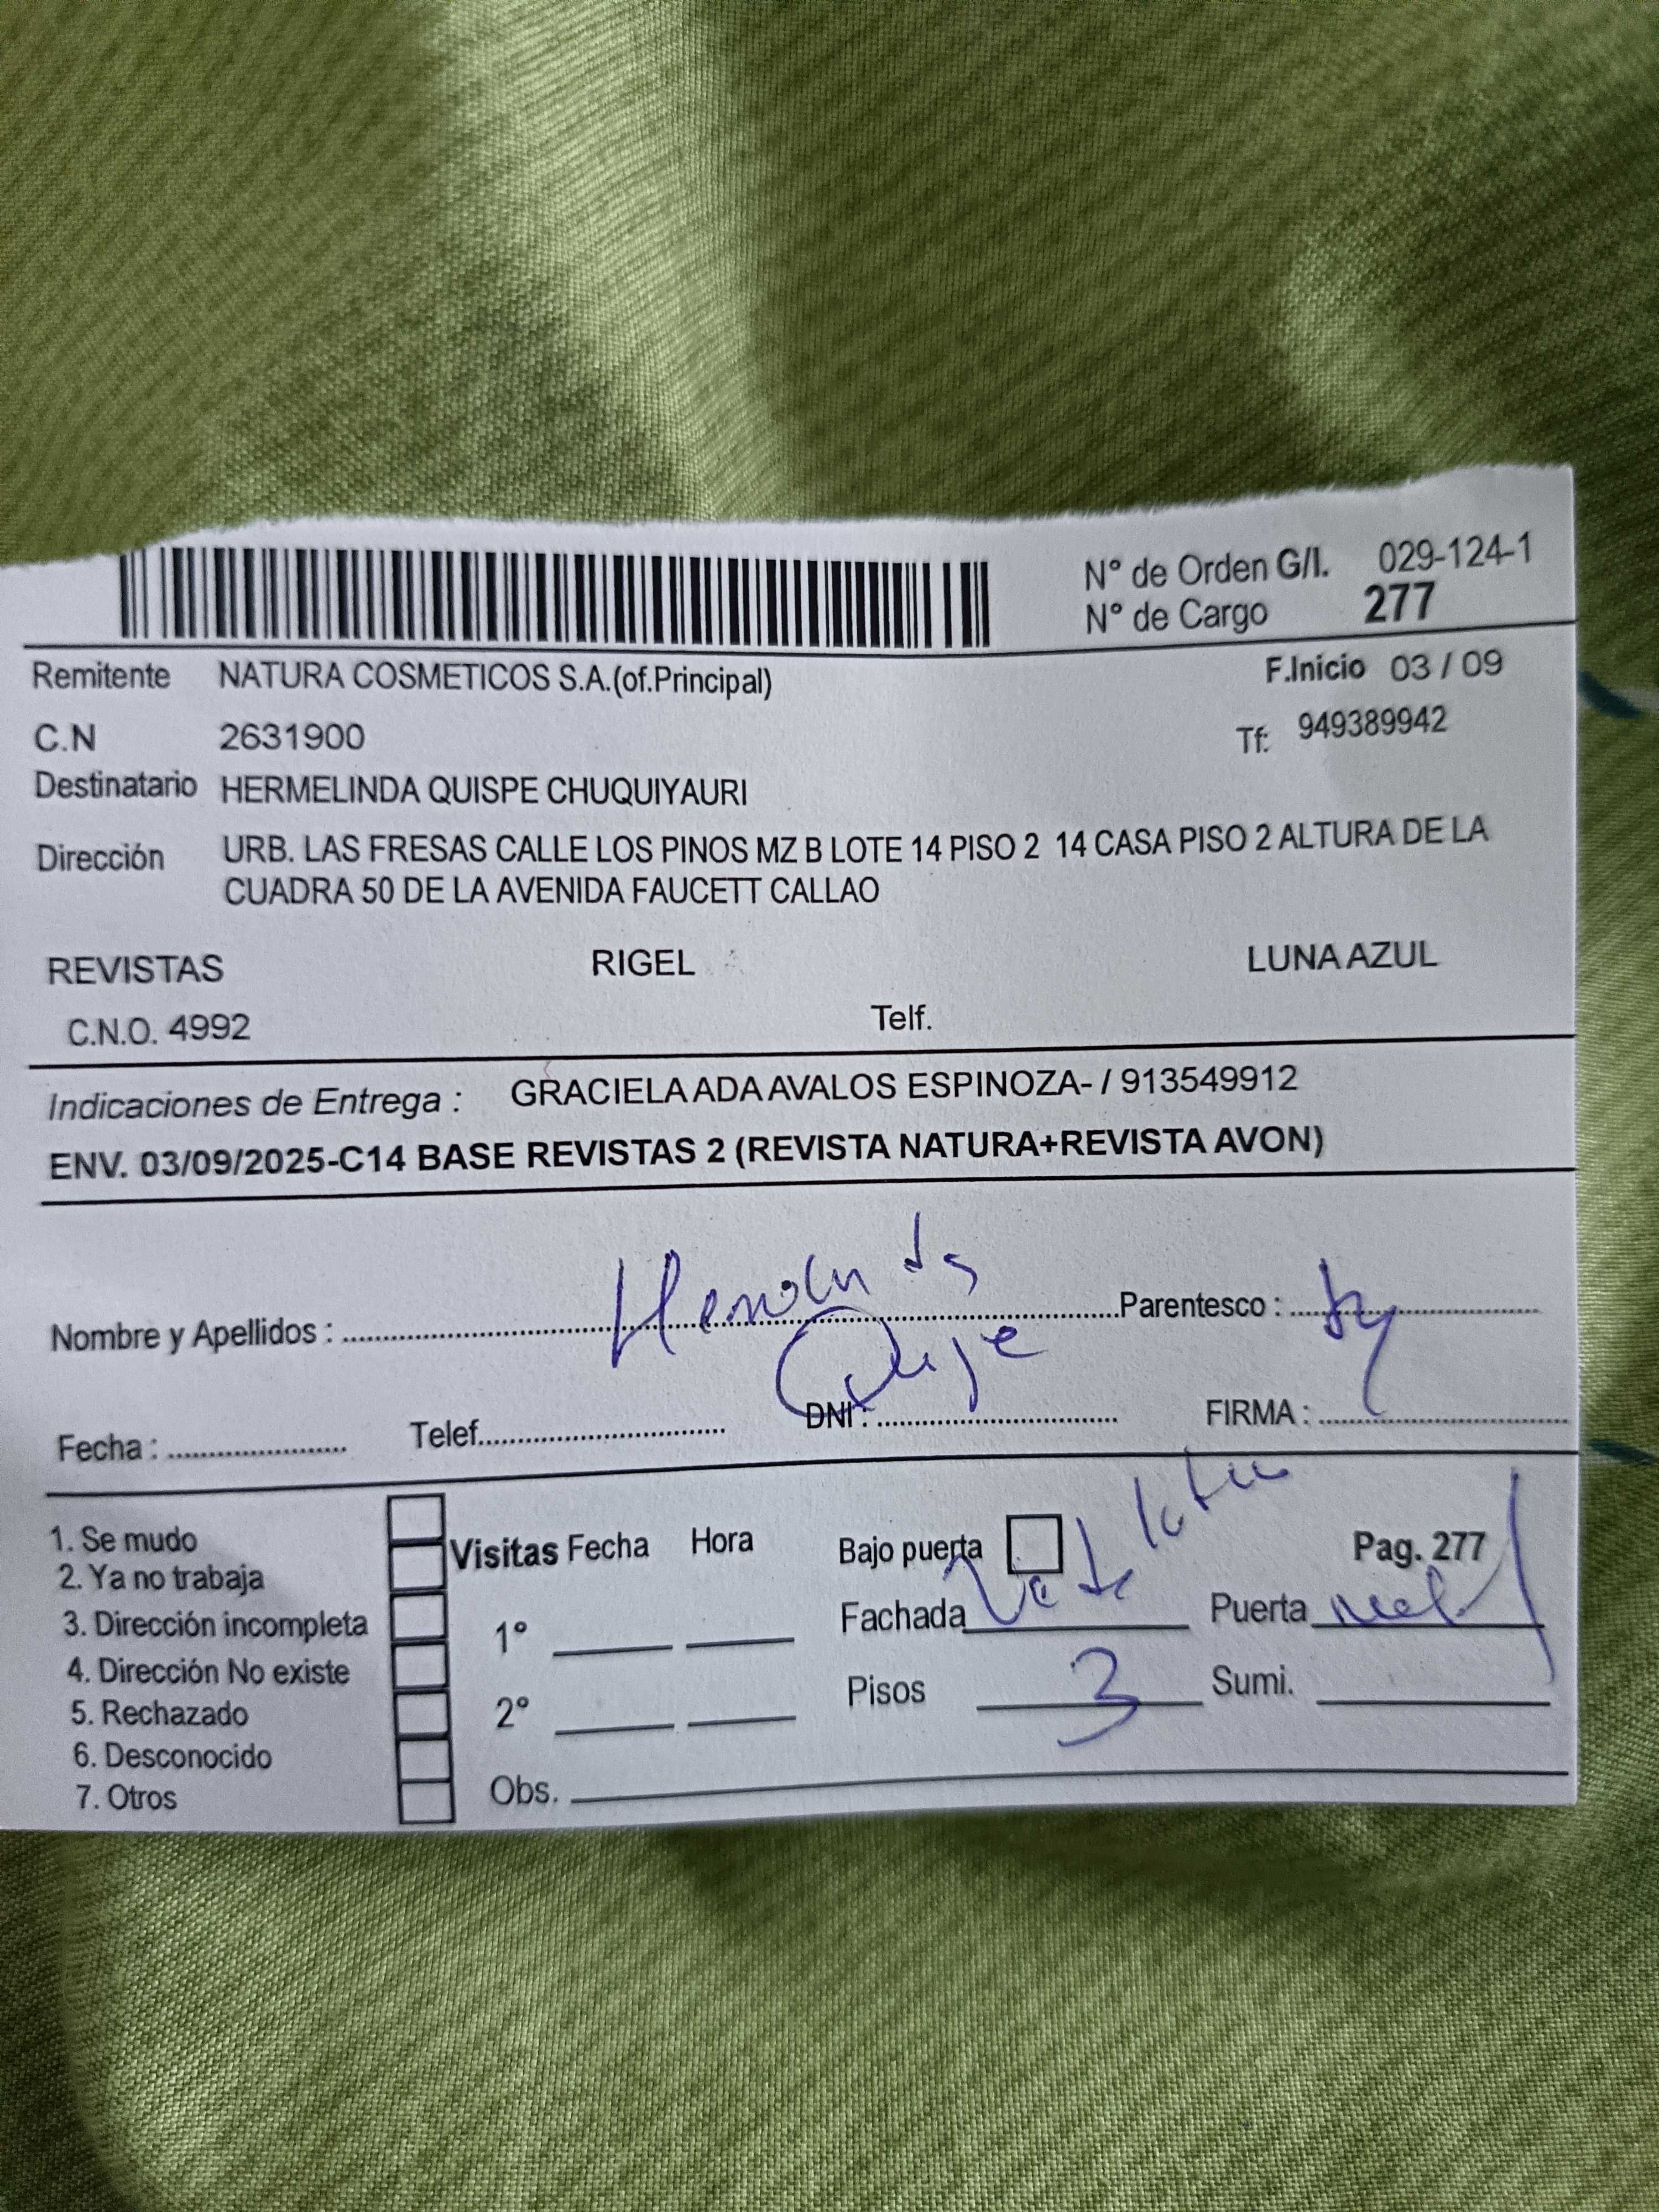 N° de Orden G/I. 029-124-1
N° de Cargo 277
Remitente NATURA COSMETICOS S.A.(of.Principal) F.Inicio 03 / 09
C.N 2631900 Tf: 949389942
Destinatario HERMELINDA QUISPE CHUQUIYAURI
Dirección URB. LAS FRESAS CALLE LOS PINOS MZ B LOTE 14 PISO 2 14 CASA PISO 2 ALTURA DE LA
CUADRA 50 DE LA AVENIDA FAUCETT CALLAO
REVISTAS RIGEL LUNA AZUL
C.N.O. 4992 Telf.
Indicaciones de Entrega : GRACIELA ADA AVALOS ESPINOZA- / 913549912
ENV. 03/09/2025-C14 BASE REVISTAS 2 (REVISTA NATURA+REVISTA AVON)
Nombre y Apellidos : Parentesco :
Fecha : Telef. DNI : FIRMA :
1. Se mudo
2. Ya no trabaja
3. Dirección incompleta
4. Dirección No existe
5. Rechazado
6. Desconocido
7. Otros
Visitas Fecha Hora
1°
2°
Obs.
Bajo puerta Pag. 277
Fachada Puerta
Pisos 3 Sumi.